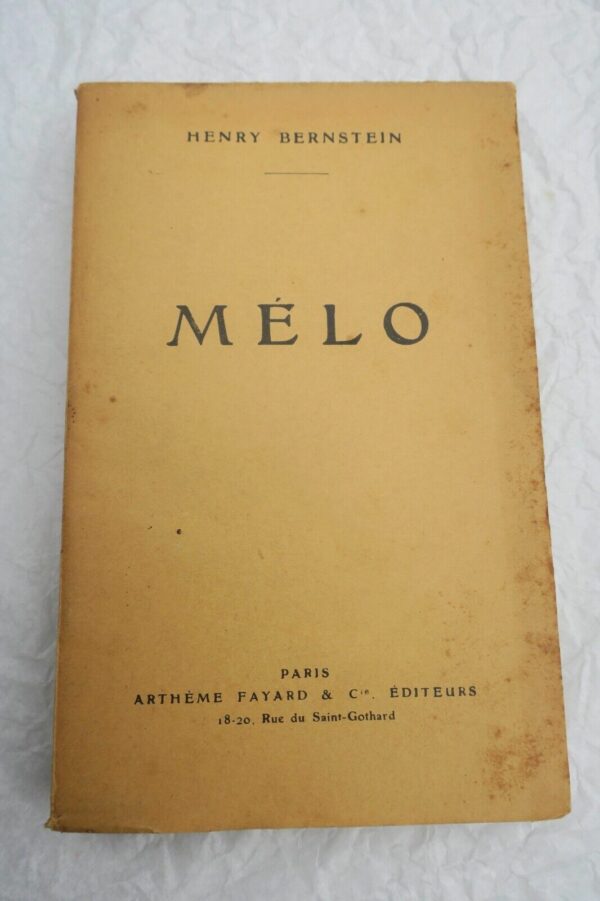 HENRY BERNSTEIN
MÉLO
PARIS
ARTHÈME FAYARD & Cie. ÉDITEURS
18-20, Rue du Saint-Gothard